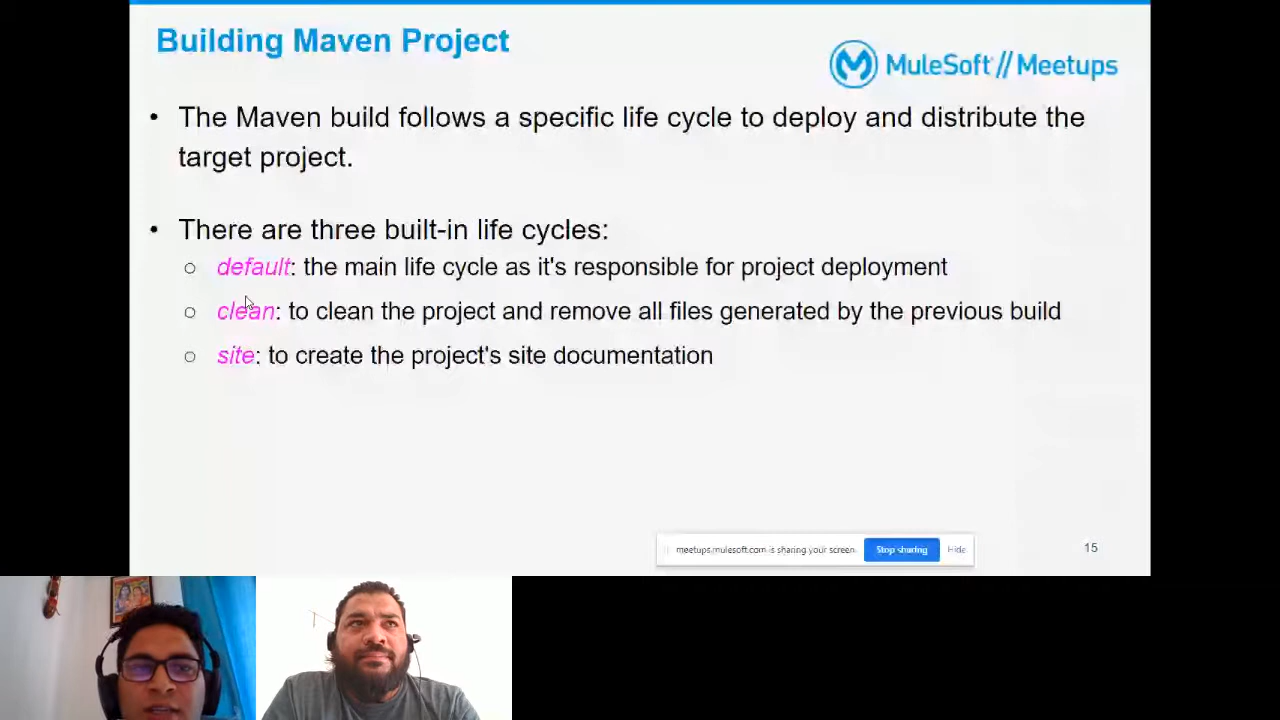 Building Maven Project
MuleSoft // Meetups
• The Maven build follows a specific life cycle to deploy and distribute the
target project.
• There are three built-in life cycles:
○ default: the main life cycle as it's responsible for project deployment
○ clean: to clean the project and remove all files generated by the previous build
○ site: to create the project's site documentation
meetups.mulesoft.com is sharing your screen. Stop sharing Hide
15